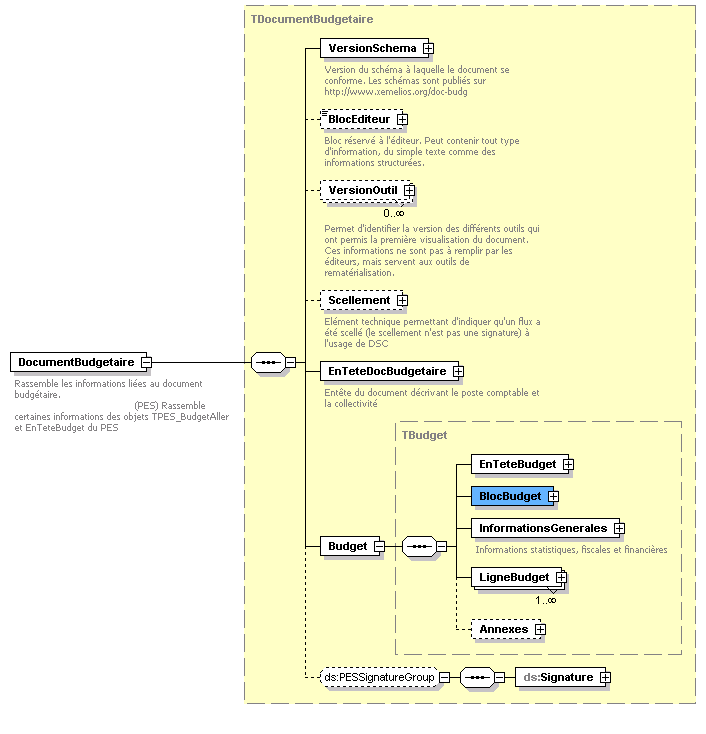 TDocumentBudgetaire
VersionSchema
Version du schéma à laquelle le document se
conforme. Les schémas sont publiés sur
http://www.xemelios.org/doc-budg
BlocEditeur
Bloc réservé à l'éditeur. Peut contenir tout type
d'information, du simple texte comme des
informations structurées.
VersionOutil
0..∞
Permet d'identifier la version des différents outils qui
ont permis la première visualisation du document.
Ces informations ne sont pas à remplir par les
éditeurs, mais servent aux outils de
rematérialisation.
Scellement
Elément technique permettant d'indiquer qu'un flux a
été scellé (le scellement n'est pas une signature) à
l'usage de DSC
DocumentBudgetaire
Rassemble les informations liées au document
budgétaire.
(PES) Rassemble
certaines informations des objets TPES_BudgetAller
et EnTeteBudget du PES
EnTeteDocBudgetaire
Entête du document décrivant le poste comptable et
la collectivité
TBudget
EnTeteBudget
BlocBudget
InformationsGenerales
Informations statistiques, fiscales et financières
Budget
LigneBudget
1..∞
Annexes
ds:PESSignatureGroup
ds:Signature